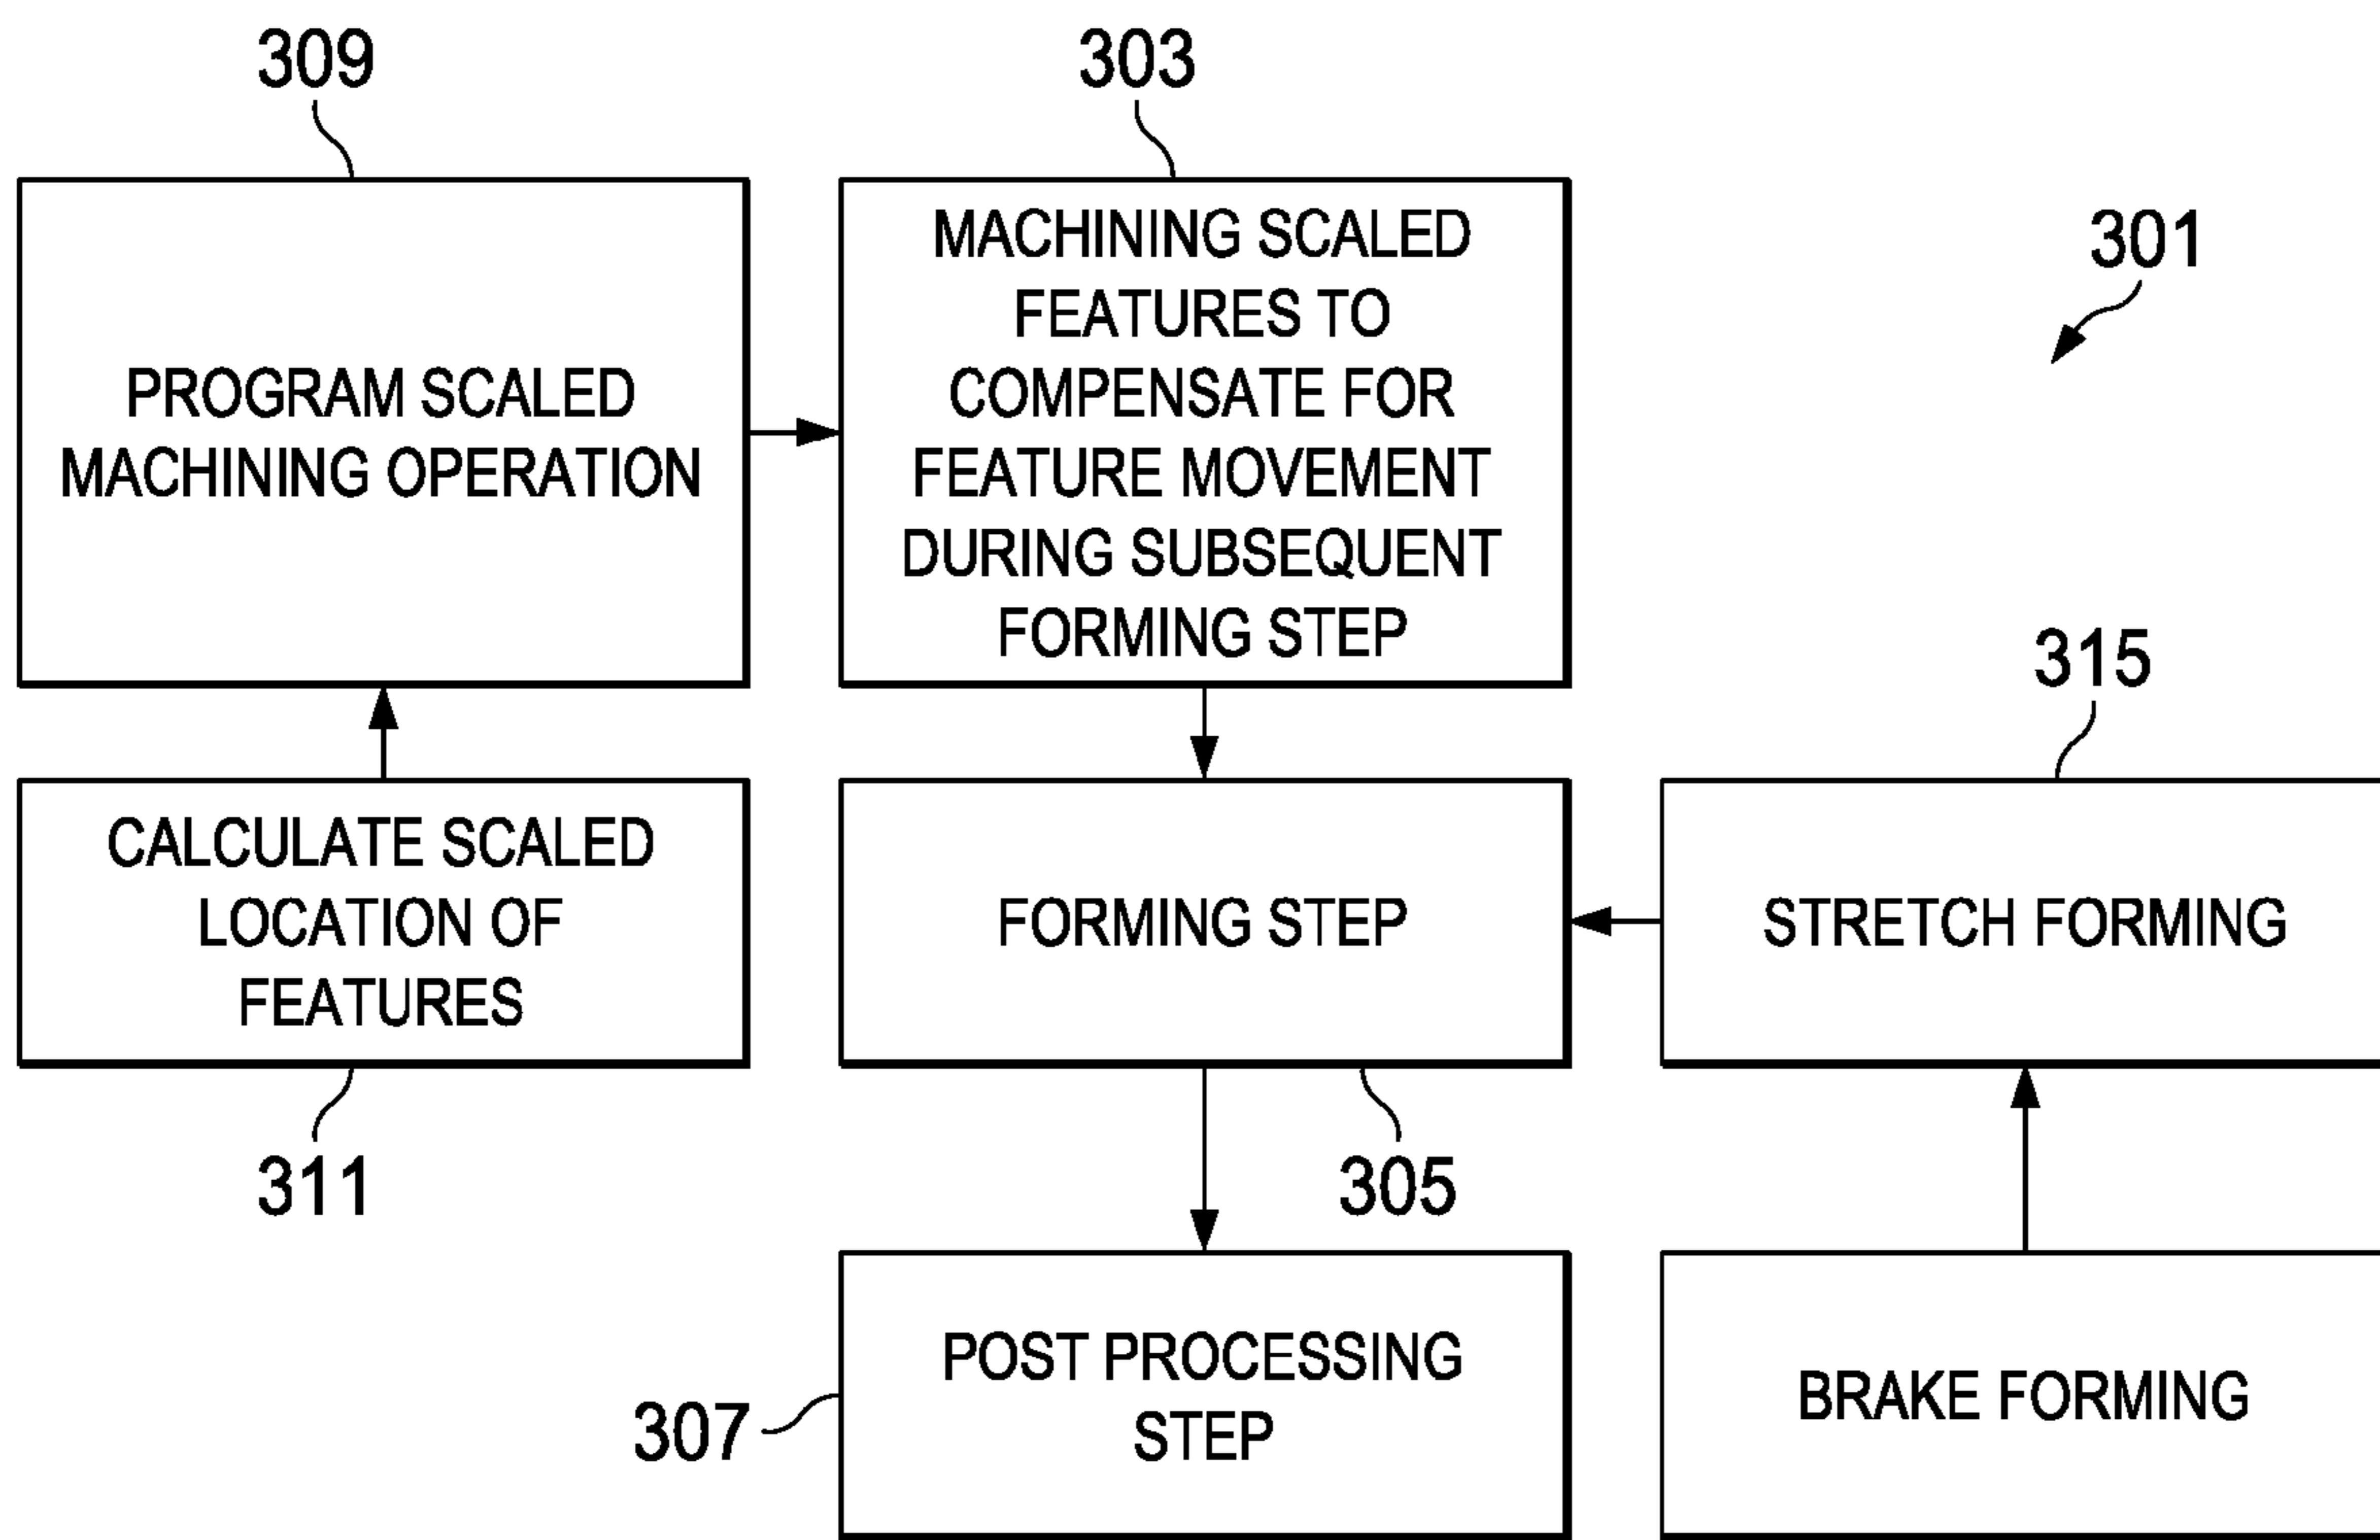 309
303
PROGRAM SCALED
MACHINING OPERATION
MACHINING SCALED
FEATURES TO
COMPENSATE FOR
FEATURE MOVEMENT
DURING SUBSEQUENT
FORMING STEP
301
315
CALCULATE SCALED
LOCATION OF
FEATURES
FORMING STEP
STRETCH FORMING
311
305
POST PROCESSING
STEP
307
BRAKE FORMING